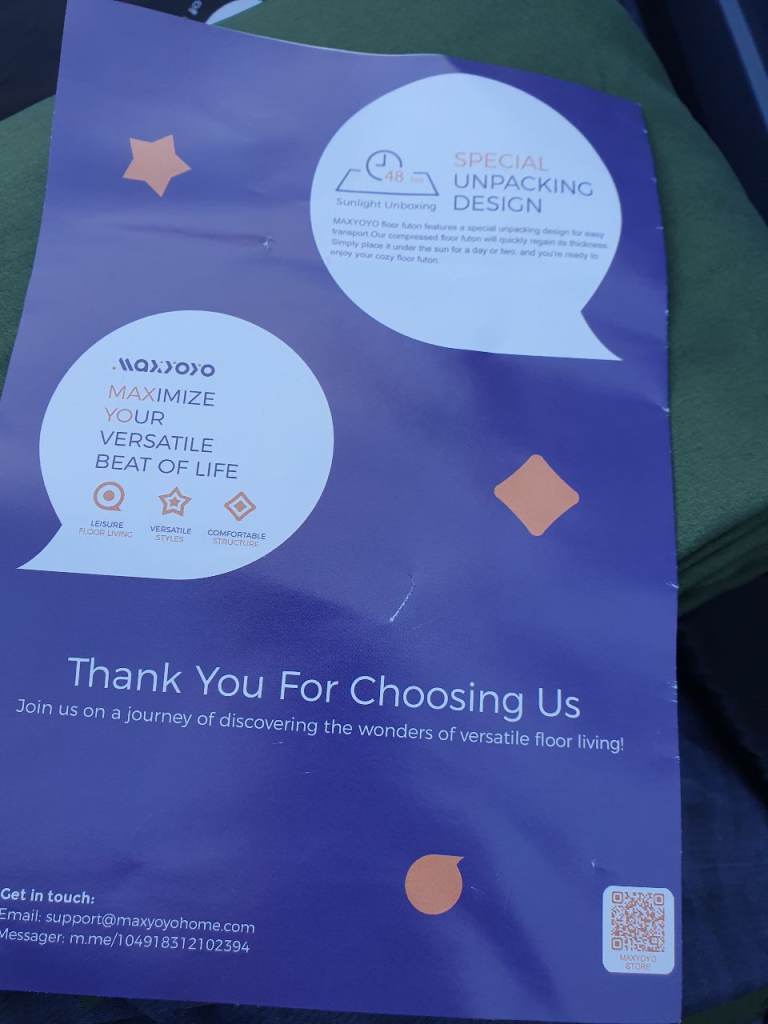 48
SPECIAL
UNPACKING
DESIGN
Sunlight Unboxing
MAXYOYO floor futon features a special unpacking design for easy
transport.Our compressed floor futon will quickly regain its thickness.
Simply place it under the sun for a day or two, and you're ready to
enjoy your cozy floor futon.
MAXYOYO
MAXIMIZE
YOUR
VERSATILE
BEAT OF LIFE
LEISURE
FLOOR LIVING
VERSATILE
STYLES
COMFORTABLE
STRUCTURE
Thank You For Choosing Us
Join us on a journey of discovering the wonders of versatile floor living!
Get in touch:
Email: support@maxyoyohome.com
Messager: m.me/104918312102394
MAXYOYO
STORE